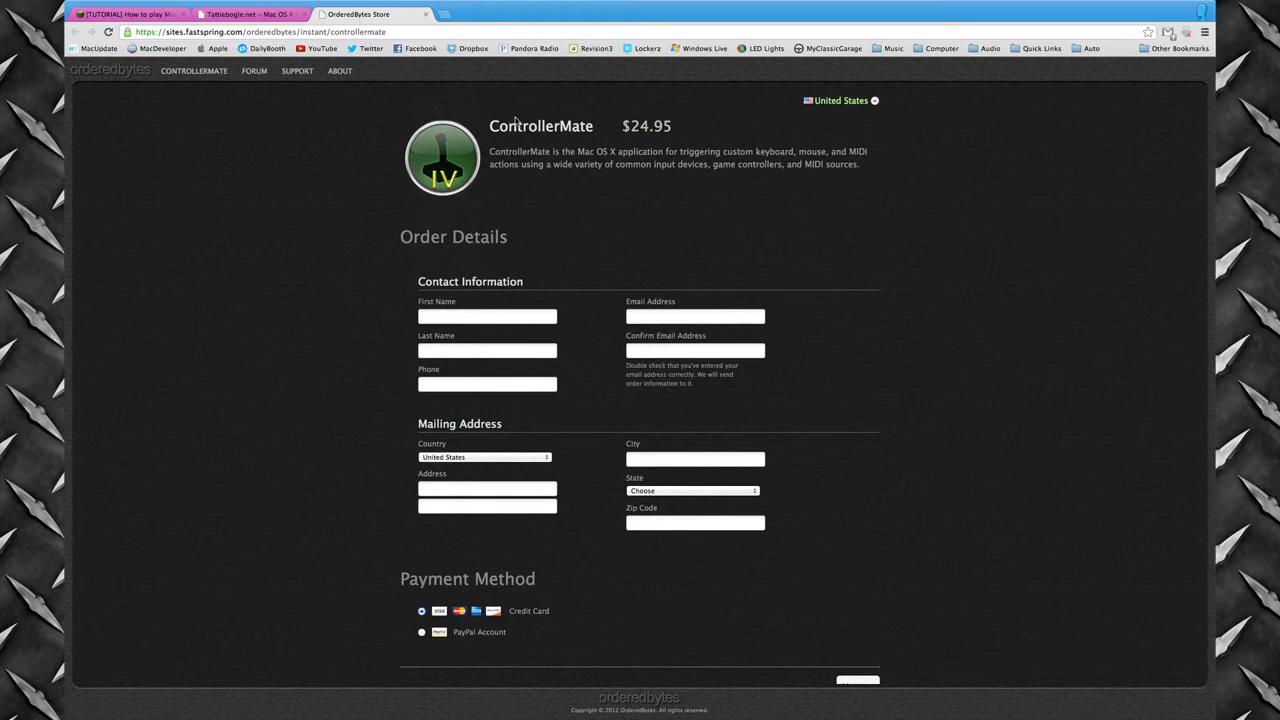 [TUTORIAL] How to play M
Tattiebogle.net – Mac OS X
OrderedBytes Store
https://sites.fastspring.com/orderedbytes/instant/controllermate
MacUpdate
MacDeveloper
Apple
DailyBooth
YouTube
Twitter
Facebook
Dropbox
Pandora Radio
Revision3
Lockerz
Windows Live
LED Lights
MyClassicGarage
Music
Computer
Audio
Quick Links
Auto
Other Bookmarks
orderedbytes
CONTROLLERMATE
FORUM
SUPPORT
ABOUT
United States
ControllerMate $24.95
ControllerMate is the Mac OS X application for triggering custom keyboard, mouse, and MIDI
actions using a wide variety of common input devices, game controllers, and MIDI sources.
IV
Order Details
Contact Information
First Name
Email Address
Last Name
Confirm Email Address
Double check that you've entered your
email address correctly. We will send
order information to it.
Phone
Mailing Address
Country
United States
City
Address
State
Choose
Zip Code
Payment Method
VISA
Credit Card
PayPal
PayPal Account
orderedbytes
Copyright © 2012 OrderedBytes. All rights reserved.